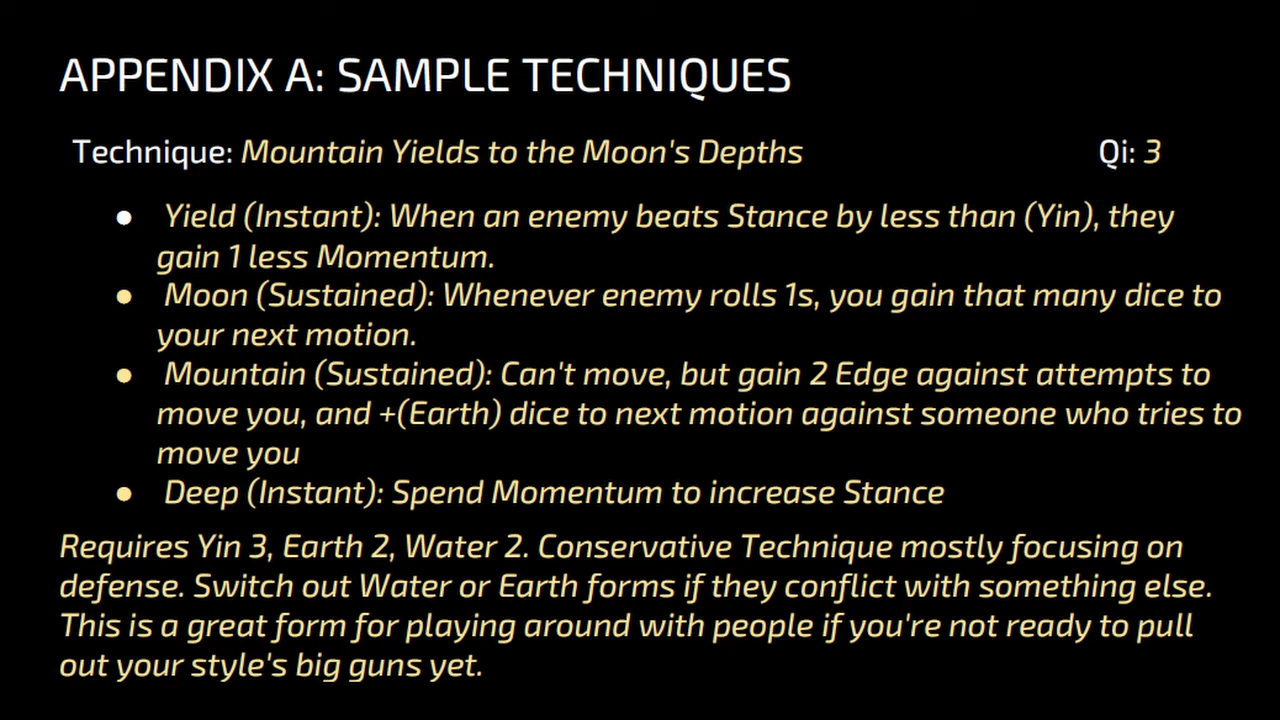 APPENDIX A: SAMPLE TECHNIQUES
Technique: Mountain Yields to the Moon's Depths Qi: 3
● Yield (Instant): When an enemy beats Stance by less than (Yin), they
gain 1 less Momentum.
● Moon (Sustained): Whenever enemy rolls 1s, you gain that many dice to
your next motion.
● Mountain (Sustained): Can't move, but gain 2 Edge against attempts to
move you, and +(Earth) dice to next motion against someone who tries to
move you
● Deep (Instant): Spend Momentum to increase Stance
Requires Yin 3, Earth 2, Water 2. Conservative Technique mostly focusing on
defense. Switch out Water or Earth forms if they conflict with something else.
This is a great form for playing around with people if you're not ready to pull
out your style's big guns yet.